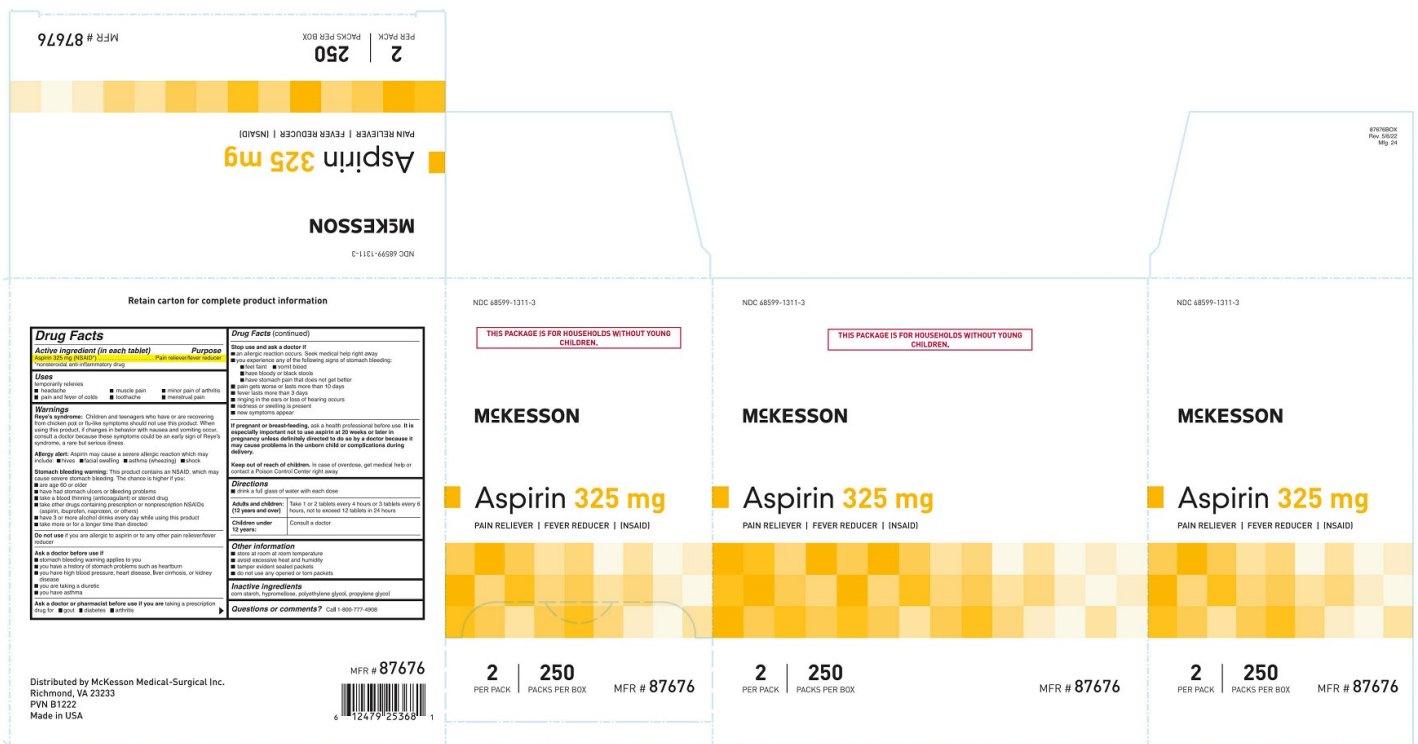 MFR # 87676
2 PER PACK | 250 PACKS PER BOX
PAIN RELIEVER | FEVER REDUCER | (NSAID)
Aspirin 325 mg
MCKESSON
NDC 68599-1311-3
87676BOX
Rev. 5/6/22
Mfg. 24
Retain carton for complete product information
Drug Facts
Active ingredient (in each tablet) Purpose
Aspirin 325 mg (NSAID*) Pain reliever/fever reducer
*nonsteroidal anti-inflammatory drug
Uses
temporarily relieves
■ headache ■ muscle pain ■ minor pain of arthritis
■ pain and fever of colds ■ toothache ■ menstrual pain
Warnings
Reye's syndrome: Children and teenagers who have or are recovering
from chicken pox or flu-like symptoms should not use this product. When
using this product, if changes in behavior with nausea and vomiting occur,
consult a doctor because these symptoms could be an early sign of Reye's
syndrome, a rare but serious illness
Allergy alert: Aspirin may cause a severe allergic reaction which may
include: ■ hives ■ facial swelling ■ asthma (wheezing) ■ shock
Stomach bleeding warning: This product contains an NSAID, which may
cause severe stomach bleeding. The chance is higher if you:
■ are age 60 or older
■ have had stomach ulcers or bleeding problems
■ take a blood thinning (anticoagulant) or steroid drug
■ take other drugs containing prescription or nonprescription NSAIDs
(aspirin, ibuprofen, naproxen, or others)
■ have 3 or more alcohol drinks every day while using this product
■ take more or for a longer time than directed
Do not use if you are allergic to aspirin or to any other pain reliever/fever
reducer
Ask a doctor before use if
■ stomach bleeding warning applies to you
■ you have a history of stomach problems such as heartburn
■ you have high blood pressure, heart disease, liver cirrhosis, or kidney
disease
■ you are taking a diuretic
■ you have asthma
Ask a doctor or pharmacist before use if you are taking a prescription
drug for ■ gout ■ diabetes ■ arthritis
Drug Facts (continued)
Stop use and ask a doctor if
■ an allergic reaction occurs. Seek medical help right away
■ you experience any of the following signs of stomach bleeding:
■ feel faint ■ vomit blood
■ have bloody or black stools
■ have stomach pain that does not get better
■ pain gets worse or lasts more than 10 days
■ fever lasts more than 3 days
■ ringing in the ears or loss of hearing occurs
■ redness or swelling is present
■ new symptoms appear
If pregnant or breast-feeding, ask a health professional before use. It is
especially important not to use aspirin at 20 weeks or later in
pregnancy unless definitely directed to do so by a doctor because it
may cause problems in the unborn child or complications during
delivery.
Keep out of reach of children. In case of overdose, get medical help or
contact a Poison Control Center right away
Directions
■ drink a full glass of water with each dose
Adults and children: Take 1 or 2 tablets every 4 hours or 3 tablets every 6
(12 years and over) hours, not to exceed 12 tablets in 24 hours
Children under Consult a doctor
12 years:
Other information
■ store at room at room temperature
■ avoid excessive heat and humidity
■ tamper evident sealed packets
■ do not use any opened or torn packets
Inactive ingredients
corn starch, hypromellose, polyethylene glycol, propylene glycol
Questions or comments? Call 1-800-777-4908
Distributed by McKesson Medical-Surgical Inc.
Richmond, VA 23233
PVN B1222
Made in USA
MFR # 87676
6 12479 25368 1
NDC 68599-1311-3
THIS PACKAGE IS FOR HOUSEHOLDS WITHOUT YOUNG
CHILDREN.
MCKESSON
Aspirin 325 mg
PAIN RELIEVER | FEVER REDUCER | (NSAID)
2 PER PACK | 250 PACKS PER BOX
MFR # 87676
NDC 68599-1311-3
THIS PACKAGE IS FOR HOUSEHOLDS WITHOUT YOUNG
CHILDREN.
MCKESSON
Aspirin 325 mg
PAIN RELIEVER | FEVER REDUCER | (NSAID)
2 PER PACK | 250 PACKS PER BOX
MFR # 87676
NDC 68599-1311-3
MCKESSON
Aspirin 325 mg
PAIN RELIEVER | FEVER REDUCER | (NSAID)
2 PER PACK | 250 PACKS PER BOX
MFR # 87676